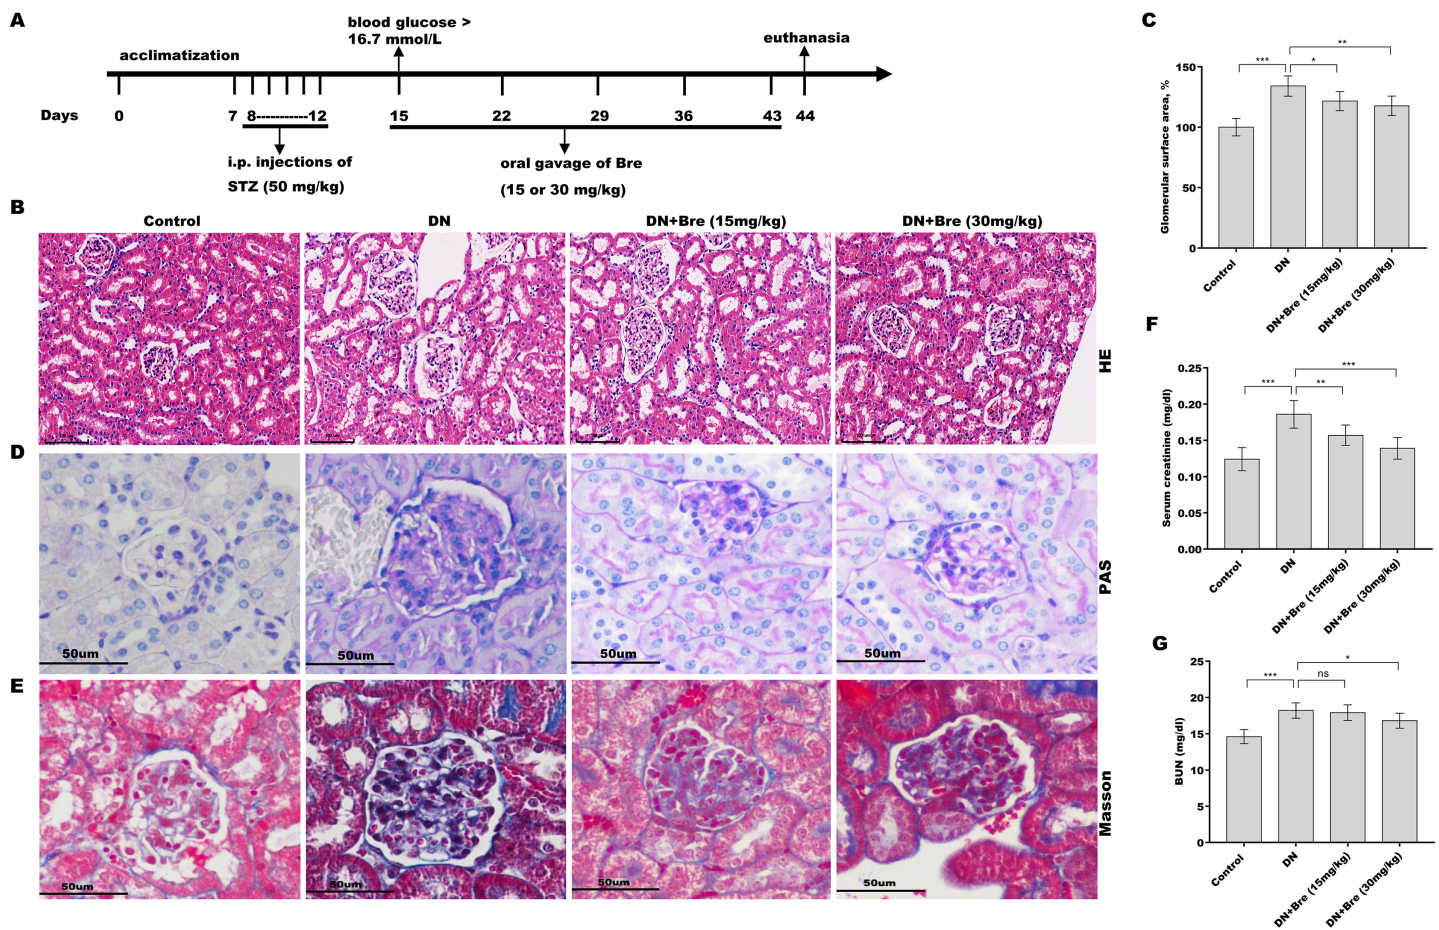 A
acclimatization
blood glucose >
16.7 mmol/L
euthanasia
Days
0
7
8-----------12
15
22
29
36
43
44
i.p. injections of
STZ (50 mg/kg)
oral gavage of Bre
(15 or 30 mg/kg)
B
Control
DN
DN+Bre (15mg/kg)
DN+Bre (30mg/kg)
HE
D
50um
50um
50um
50um
PAS
E
50um
50um
50um
50um
Masson
C
Glomerular surface area, %
150
100
50
0
***
*
**
Control
DN
DN+Bre (15mg/kg)
DN+Bre (30mg/kg)
F
Serum creatinine (mg/dl)
0.25
0.20
0.15
0.10
0.05
0.00
***
**
***
Control
DN
DN+Bre (15mg/kg)
DN+Bre (30mg/kg)
G
BUN (mg/dl)
25
20
15
10
5
0
***
ns
*
Control
DN
DN+Bre (15mg/kg)
DN+Bre (30mg/kg)